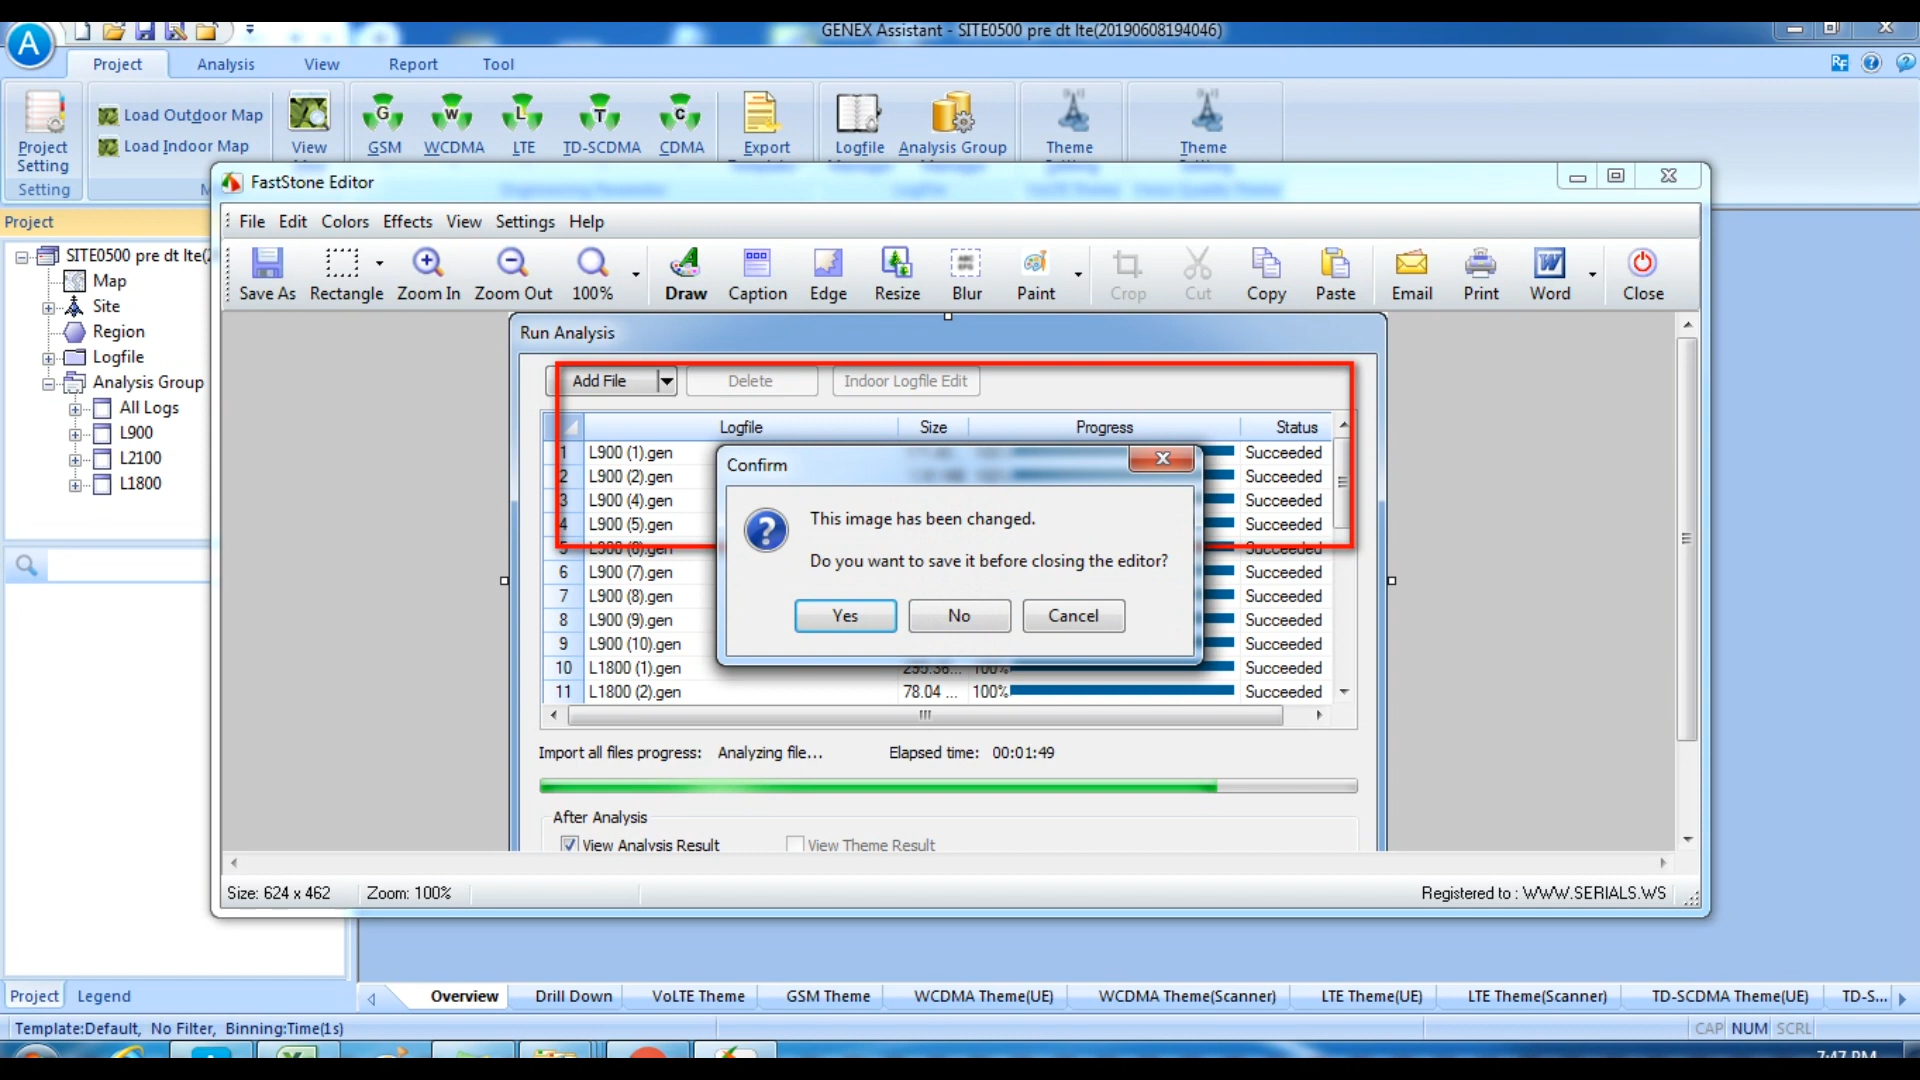 GENEX Assistant - SITE0500 pre dt lte(20190608194046)
Project Analysis View Report Tool
Load Outdoor Map
Load Indoor Map
Project Setting
View
GSM WCDMA LTE TD-SCDMA CDMA Export Logfile Analysis Group Theme Theme
Setting
FastStone Editor
File Edit Colors Effects View Settings Help
Save As Rectangle Zoom In Zoom Out 100% Draw Caption Edge Resize Blur Paint Crop Cut Copy Paste Email Print Word Close
Project
SITE0500 pre dt lte(2
Map
Site
Region
Logfile
Analysis Group
All Logs
L900
L2100
L1800
Run Analysis
Add File Delete Indoor Logfile Edit
Logfile Size Progress Status
1 L900 (1).gen Succeeded
2 L900 (2).gen Succeeded
3 L900 (4).gen Succeeded
4 L900 (5).gen Succeeded
5 L900 (6).gen Succeeded
6 L900 (7).gen Succeeded
7 L900 (8).gen Succeeded
8 L900 (9).gen Succeeded
9 L900 (10).gen Succeeded
10 L1800 (1).gen 295.36... 100% Succeeded
11 L1800 (2).gen 78.04 ... 100% Succeeded
Confirm
This image has been changed.
Do you want to save it before closing the editor?
Yes No Cancel
Import all files progress: Analyzing file... Elapsed time: 00:01:49
After Analysis
View Analysis Result View Theme Result
Size: 624 x 462 Zoom: 100% Registered to : WWW.SERIALS.WS
Project Legend
Overview Drill Down VoLTE Theme GSM Theme WCDMA Theme(UE) WCDMA Theme(Scanner) LTE Theme(UE) LTE Theme(Scanner) TD-SCDMA Theme(UE) TD-S...
Template:Default, No Filter, Binning:Time(1s) CAP NUM SCRL
7:47 PM